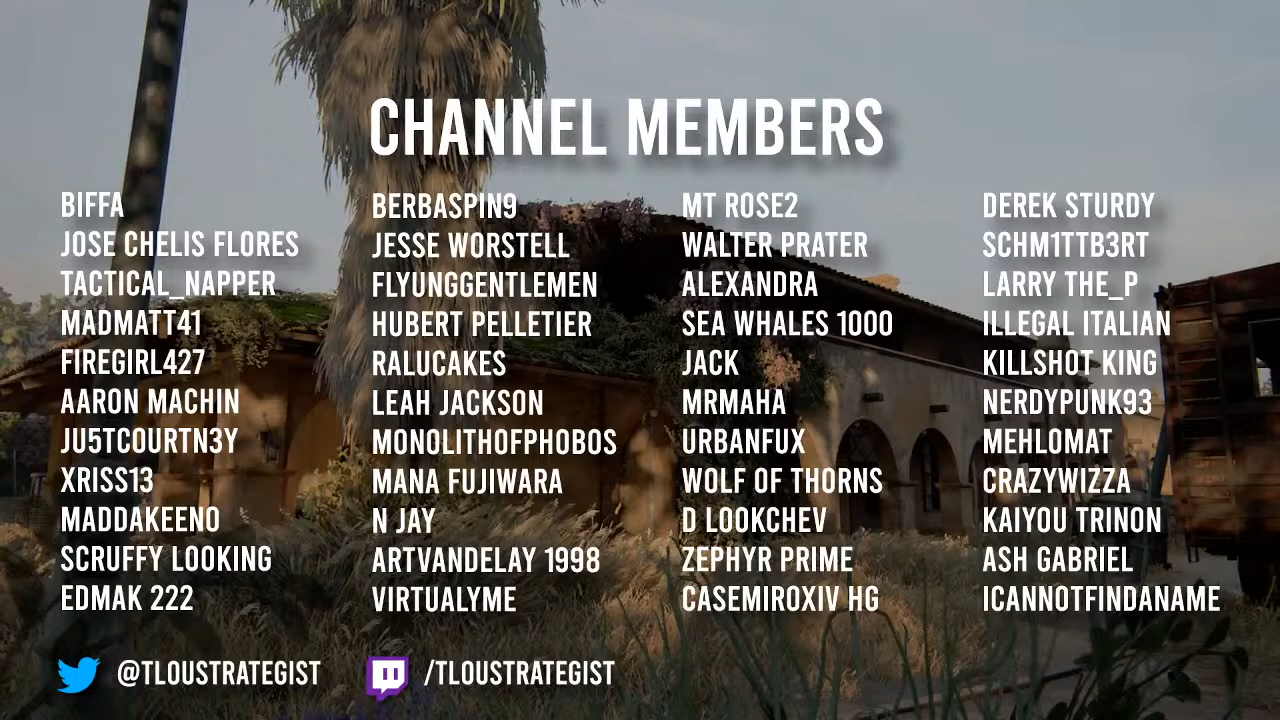 CHANNEL MEMBERS
BIFFA
JOSE CHELIS FLORES
TACTICAL_NAPPER
MADMATT41
FIREGIRL427
AARON MACHIN
JU5TCOURTN3Y
XRISS13
MADDAKEENO
SCRUFFY LOOKING
EDMAK 222
BERBASPIN9
JESSE WORSTELL
FLYUNGGENTLEMEN
HUBERT PELLETIER
RALUCAKES
LEAH JACKSON
MONOLITHOFPHOBOS
MANA FUJIWARA
N JAY
ARTVANDELAY 1998
VIRTUALYME
MT ROSE2
WALTER PRATER
ALEXANDRA
SEA WHALES 1000
JACK
MRMAHA
URBANFUX
WOLF OF THORNS
D LOOKCHEV
ZEPHYR PRIME
CASEMIROXIV HG
DEREK STURDY
SCHM1TTB3RT
LARRY THE_P
ILLEGAL ITALIAN
KILLSHOT KING
NERDYPUNK93
MEHLOMAT
CRAZYWIZZA
KAIYOU TRINON
ASH GABRIEL
ICANNOTFINDANAME
@TLOUSTRATEGIST
/TLOUSTRATEGIST